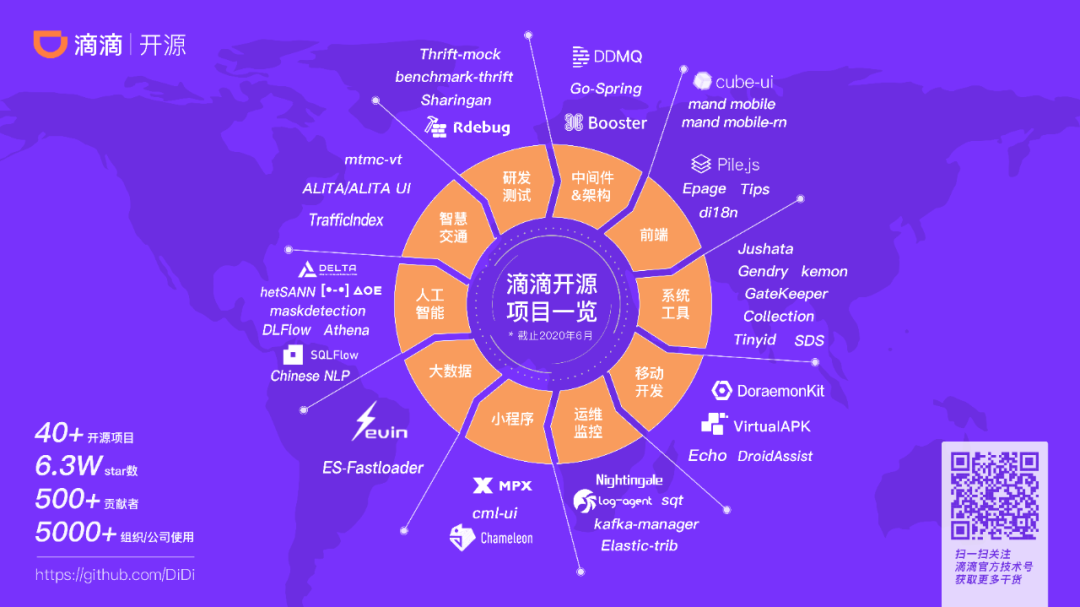 滴滴 | 开源
Thrift-mock
benchmark-thrift
Sharingan
Rdebug
DDMQ
Go-Spring
Booster
cube-ui
mand mobile
mand mobile-rn
Pile.js
Epage Tips
di18n
Jushata
Gendry kemon
GateKeeper
Collection
Tinyid SDS
DoraemonKit
VirtualAPK
Echo DroidAssist
Nightingale
log-agent sqt
kafka-manager
Elastic-trib
MPX
cml-ui
Chameleon
evin
ES-Fastloader
DELTA
hetSANN [•-•] AOE
maskdetection
DLFlow Athena
SQLFlow
Chinese NLP
mtmc-vt
ALITA/ALITA UI
TrafficIndex
研发
测试
中间件
&架构
前端
系统
工具
移动
开发
运维
监控
小程序
大数据
人工
智能
智慧
交通
滴滴开源
项目一览
* 截止2020年6月
40+ 开源项目
6.3W star数
500+ 贡献者
5000+ 组织/公司使用
https://github.com/DiDi
扫一扫关注
滴滴官方技术号
获取更多干货